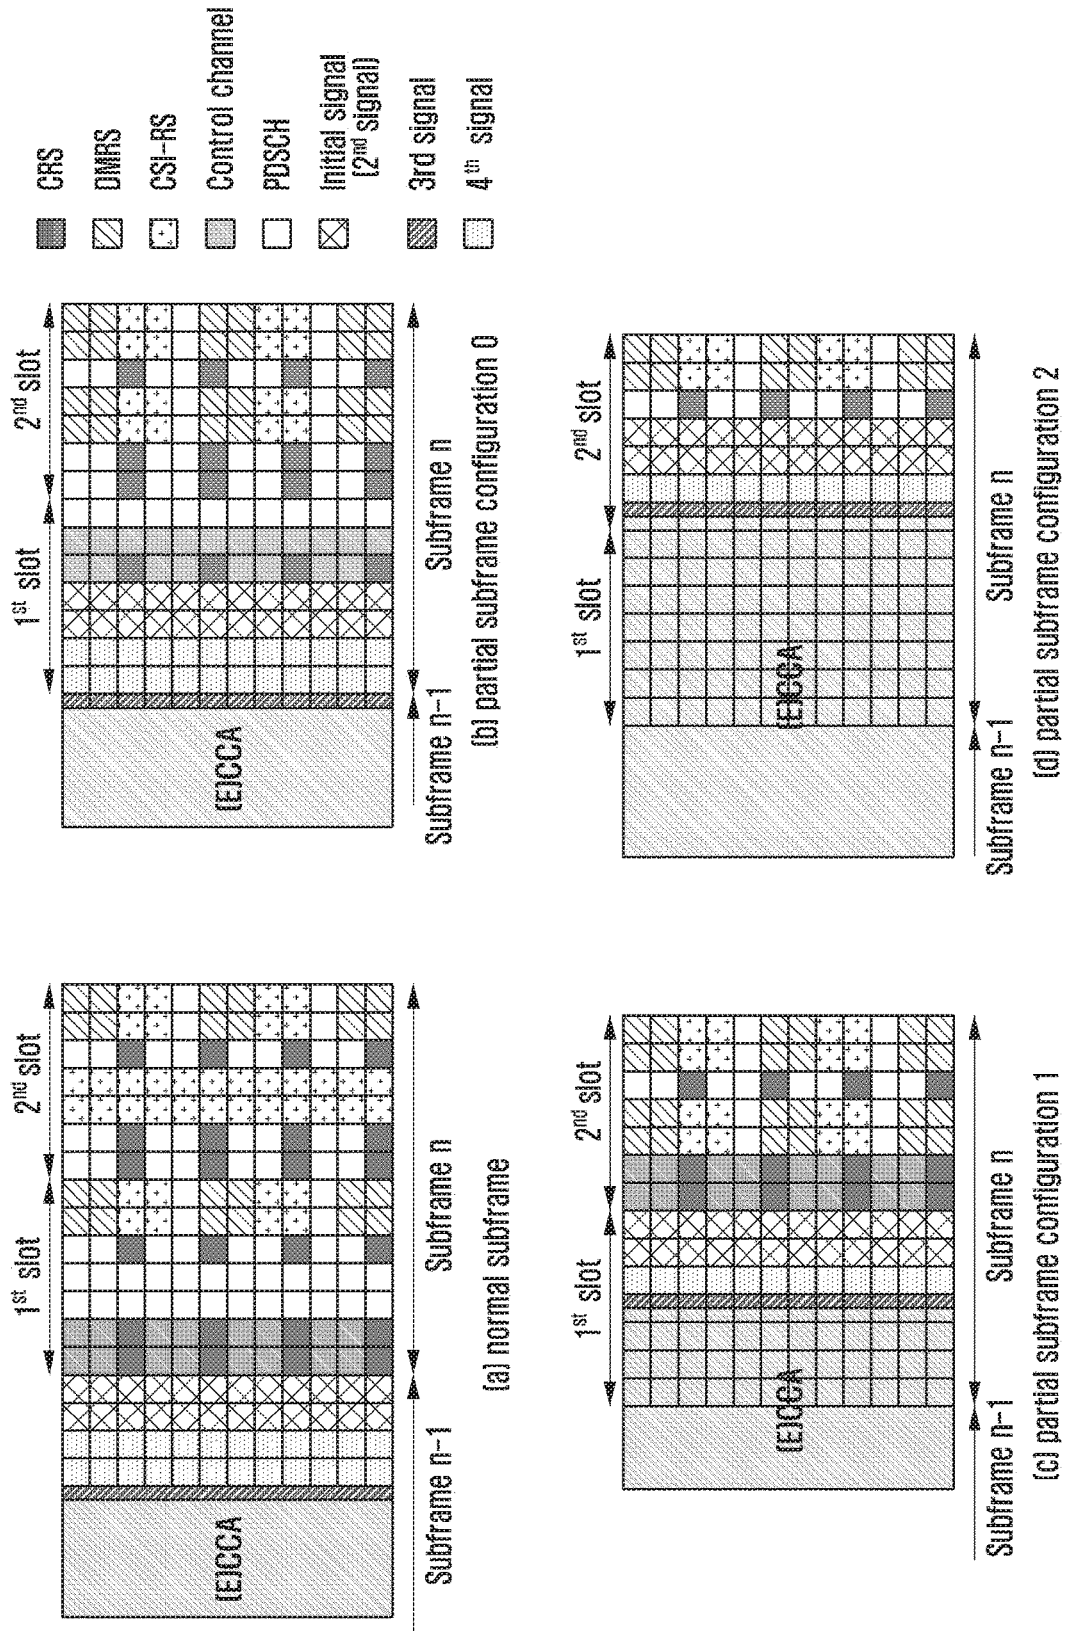 (E)CCA
1st slot
2nd slot
Subframe n-1
Subframe n
(a) normal subframe
(E)CCA
1st slot
2nd slot
Subframe n-1
Subframe n
(b) partial subframe configuration 0
CRS
DMRS
CSI-RS
Control channel
PDSCH
Initial signal
(2nd signal)
3rd signal
4th signal
(E)CCA
1st slot
2nd slot
Subframe n-1
Subframe n
(c) partial subframe configuration 1
(E)CCA
1st slot
2nd slot
Subframe n-1
Subframe n
(d) partial subframe configuration 2